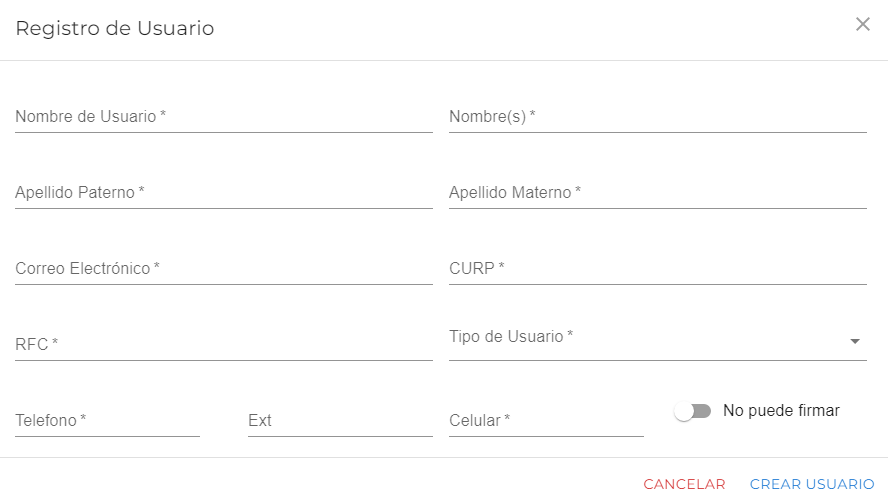 Registro de Usuario
Nombre de Usuario *
Nombre(s) *
Apellido Paterno *
Apellido Materno *
Correo Electrónico *
CURP *
RFC *
Tipo de Usuario *
Telefono *
Ext
Celular *
No puede firmar
CANCELAR
CREAR USUARIO